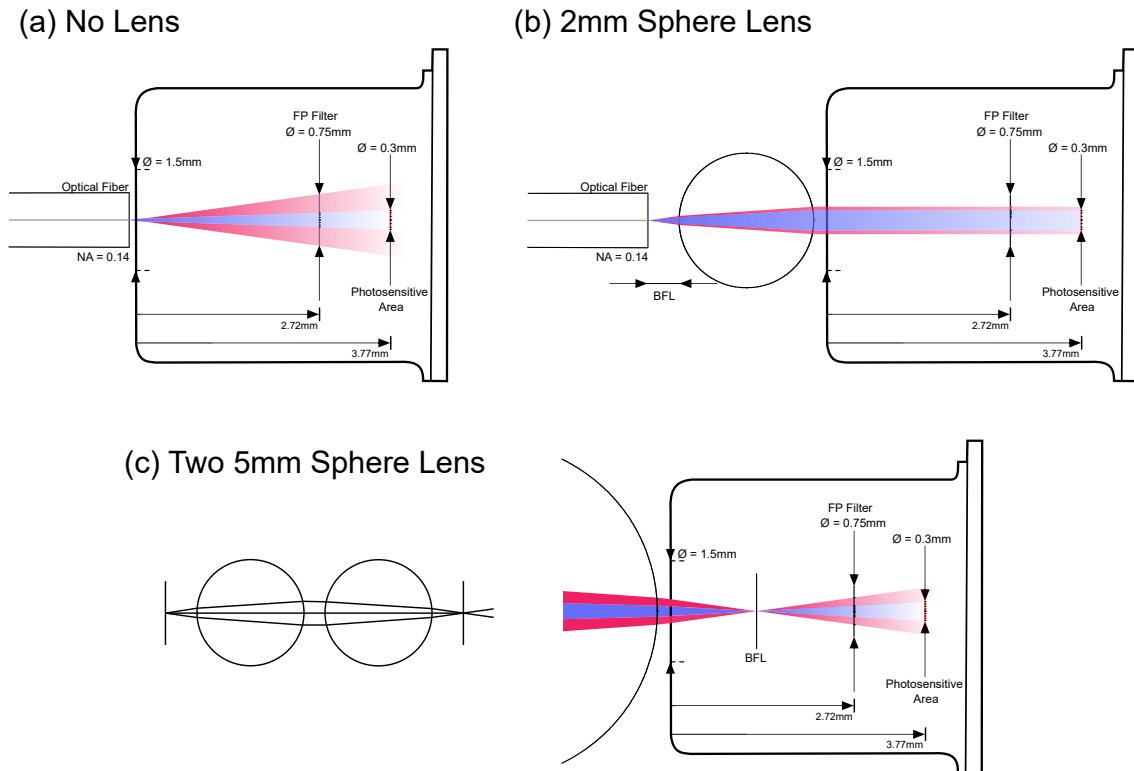 (a) No Lens
FP Filter
Ø = 0.75mm
Ø = 0.3mm
Ø = 1.5mm
Optical Fiber
NA = 0.14
Photosensitive
Area
2.72mm
3.77mm
(b) 2mm Sphere Lens
FP Filter
Ø = 0.75mm
Ø = 0.3mm
Ø = 1.5mm
Optical Fiber
NA = 0.14
BFL
Photosensitive
Area
2.72mm
3.77mm
(c) Two 5mm Sphere Lens
FP Filter
Ø = 0.75mm
Ø = 0.3mm
Ø = 1.5mm
BFL
Photosensitive
Area
2.72mm
3.77mm